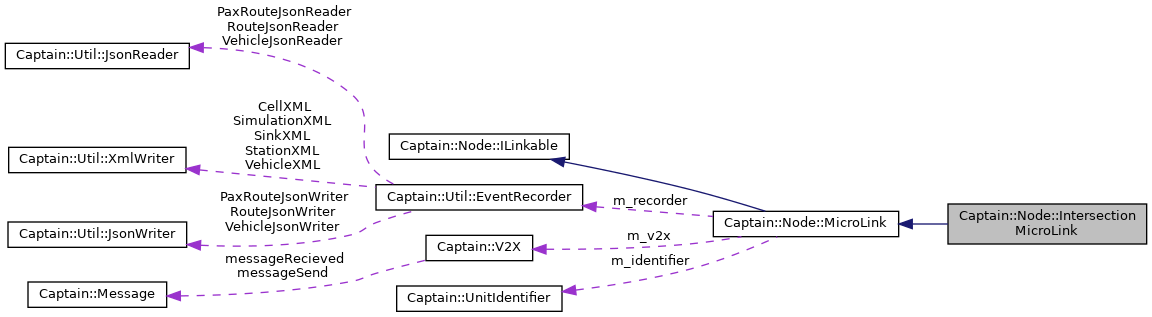 PaxRouteJsonReader
RouteJsonReader
VehicleJsonReader
Captain::Util::JsonReader
CellXML
SimulationXML
SinkXML
StationXML
VehicleXML
Captain::Util::XmlWriter
PaxRouteJsonWriter
RouteJsonWriter
VehicleJsonWriter
Captain::Util::JsonWriter
messageRecieved
messageSend
Captain::Message
Captain::Node::ILinkable
Captain::Util::EventRecorder
Captain::V2X
Captain::UnitIdentifier
m_recorder
m_v2x
m_identifier
Captain::Node::MicroLink
Captain::Node::Intersection
MicroLink